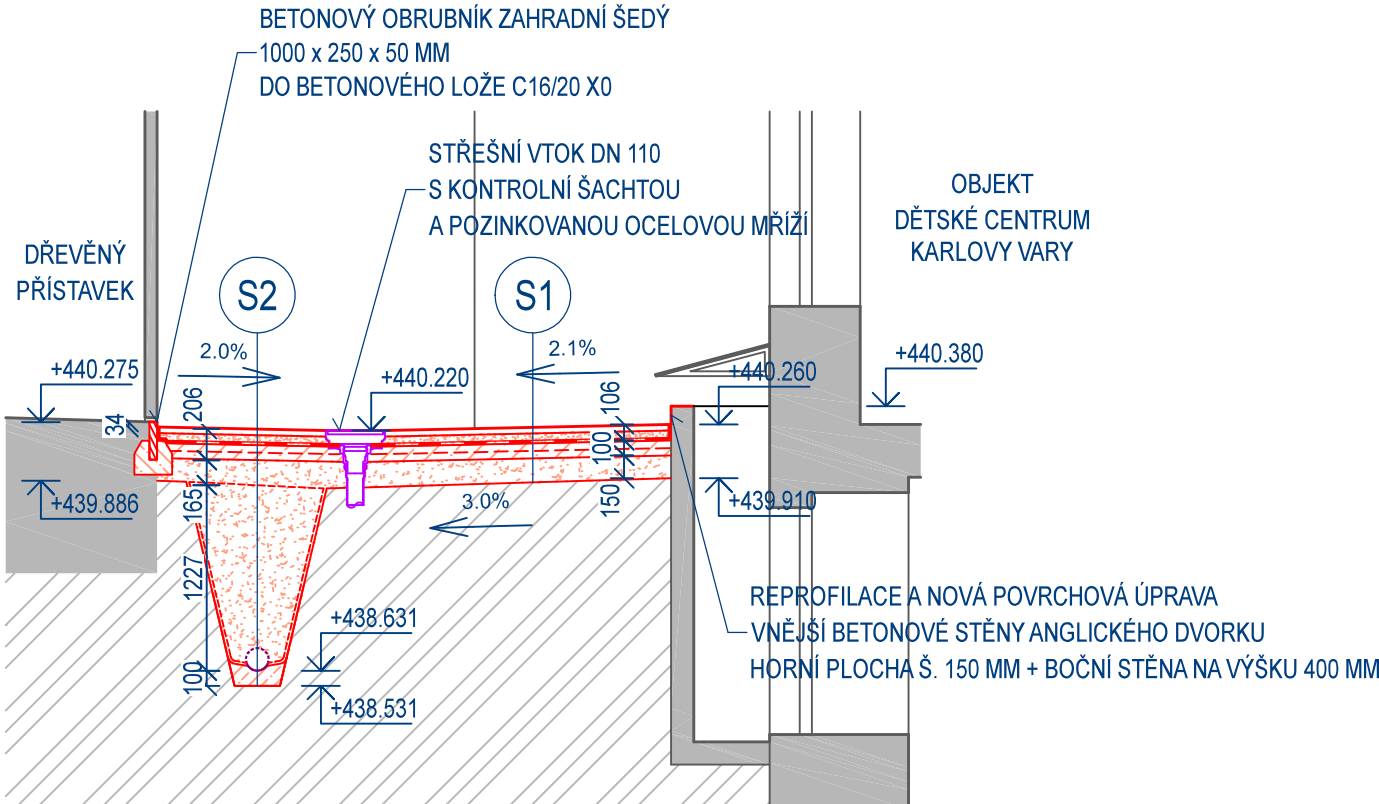 BETONOVÝ OBRUBNÍK ZAHRADNÍ ŠEDÝ
1000 x 250 x 50 MM
DO BETONOVÉHO LOŽE C16/20 X0
STŘEŠNÍ VTOK DN 110
S KONTROLNÍ ŠACHTOU
A POZINKOVANOU OCELOVOU MŘÍŽÍ
OBJEKT
DĚTSKÉ CENTRUM
KARLOVY VARY
DŘEVĚNÝ
PŘÍSTAVEK
S2
S1
2.0%
2.1%
+440.275
+440.220
+440.260
+440.380
34
206
106
100
165
150
+439.886
3.0%
+439.910
1227
100
+438.631
+438.531
REPROFILACE A NOVÁ POVRCHOVÁ ÚPRAVA
VNĚJŠÍ BETONOVÉ STĚNY ANGLICKÉHO DVORKU
HORNÍ PLOCHA Š. 150 MM + BOČNÍ STĚNA NA VÝŠKU 400 MM